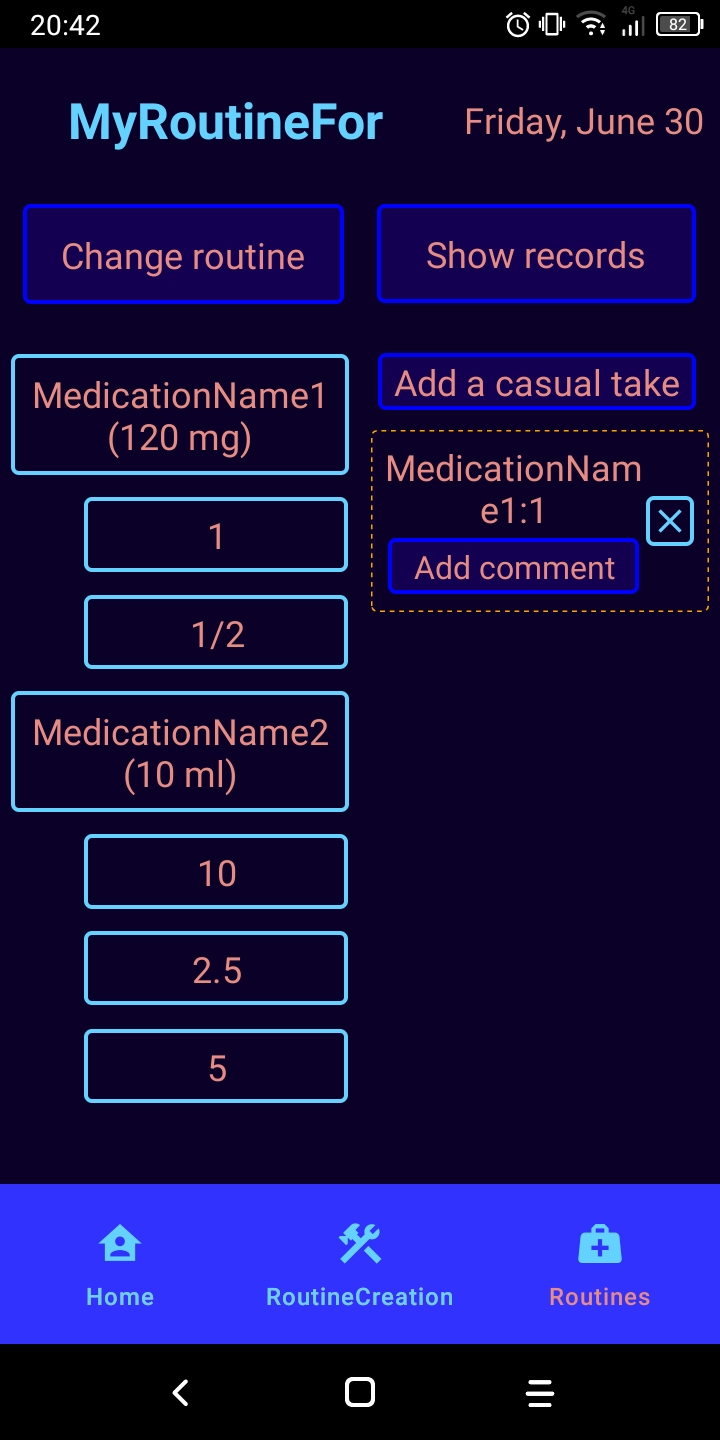 20:42
4G
82
MyRoutineFor
Friday, June 30
Change routine
Show records
MedicationName1
(120 mg)
1
1/2
MedicationName2
(10 ml)
10
2.5
5
Add a casual take
MedicationNam
e1:1
Add comment
Home
RoutineCreation
Routines